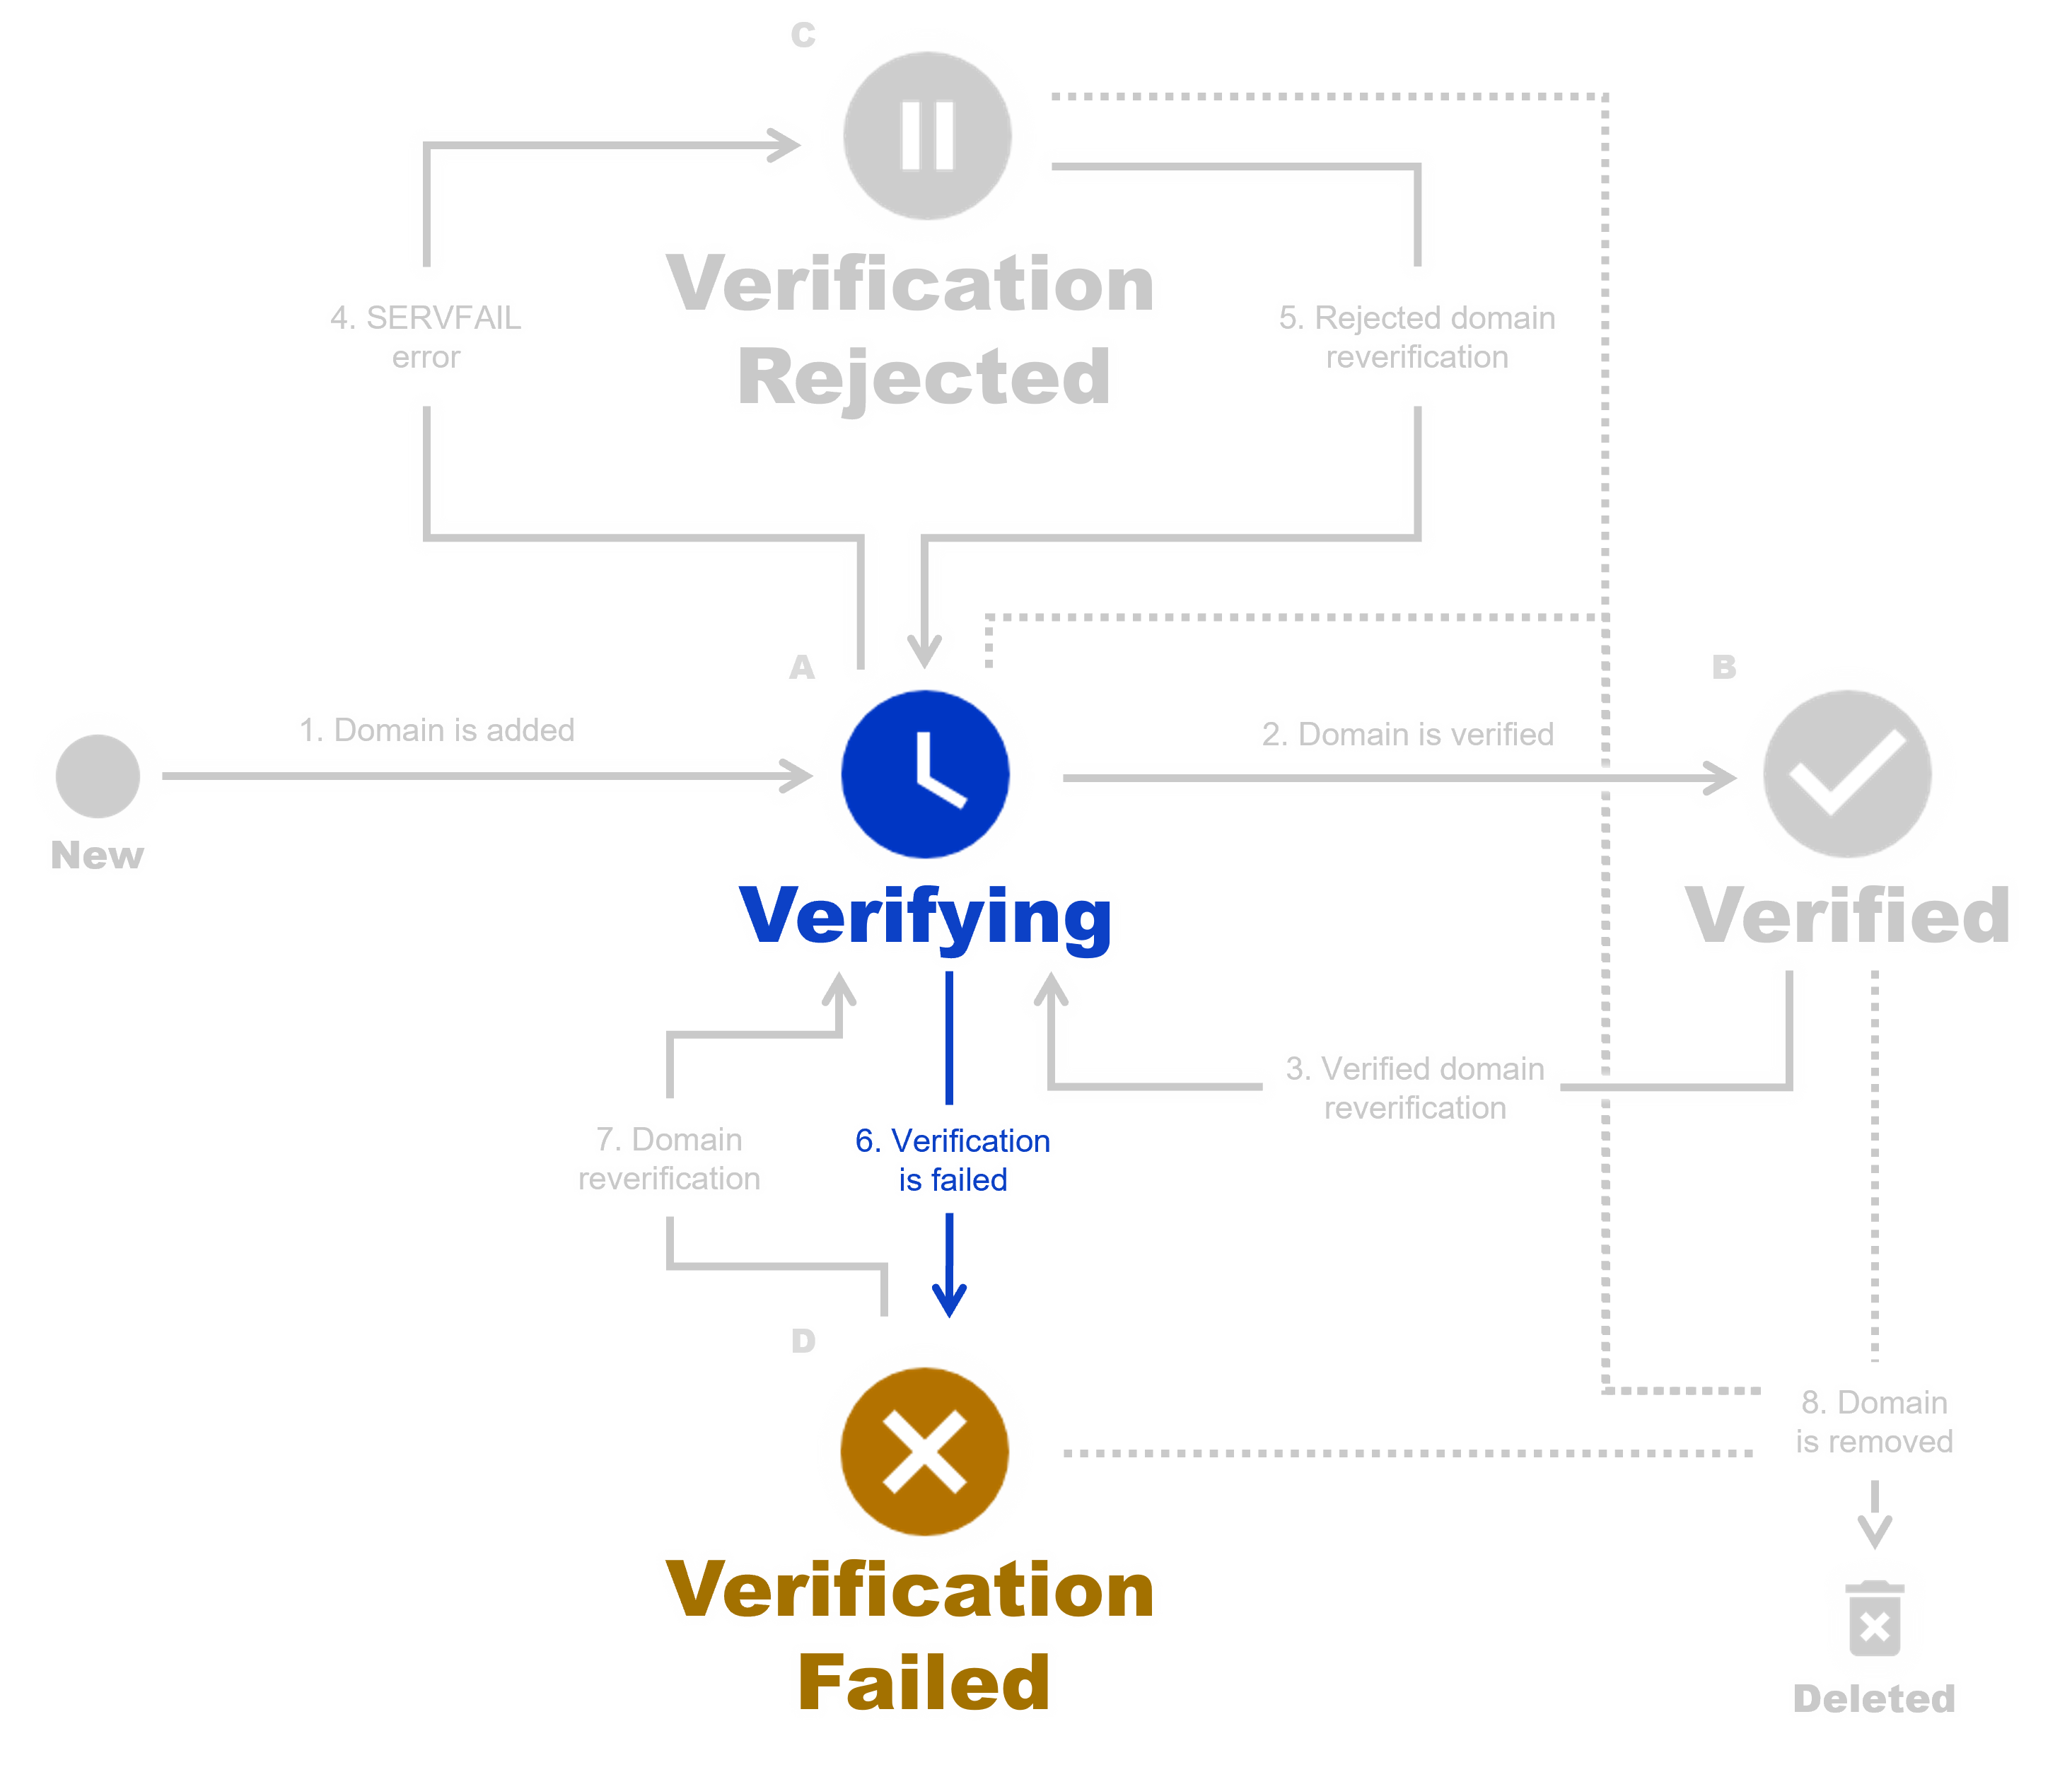 C
Verification
Rejected
4. SERVFAIL
error
5. Rejected domain
reverification
A
B
1. Domain is added
2. Domain is verified
New
Verifying
Verified
3. Verified domain
reverification
7. Domain
reverification
6. Verification
is failed
D
8. Domain
is removed
Verification
Failed
Deleted